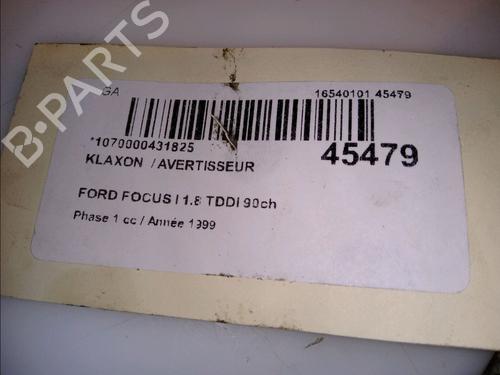 GA 16540101 45479
*1070000431825
KLAXON / AVERTISSEUR 45479
FORD FOCUS I 1.8 TDDI 90ch
Phase 1 cc / Année 1999
B-PARTS